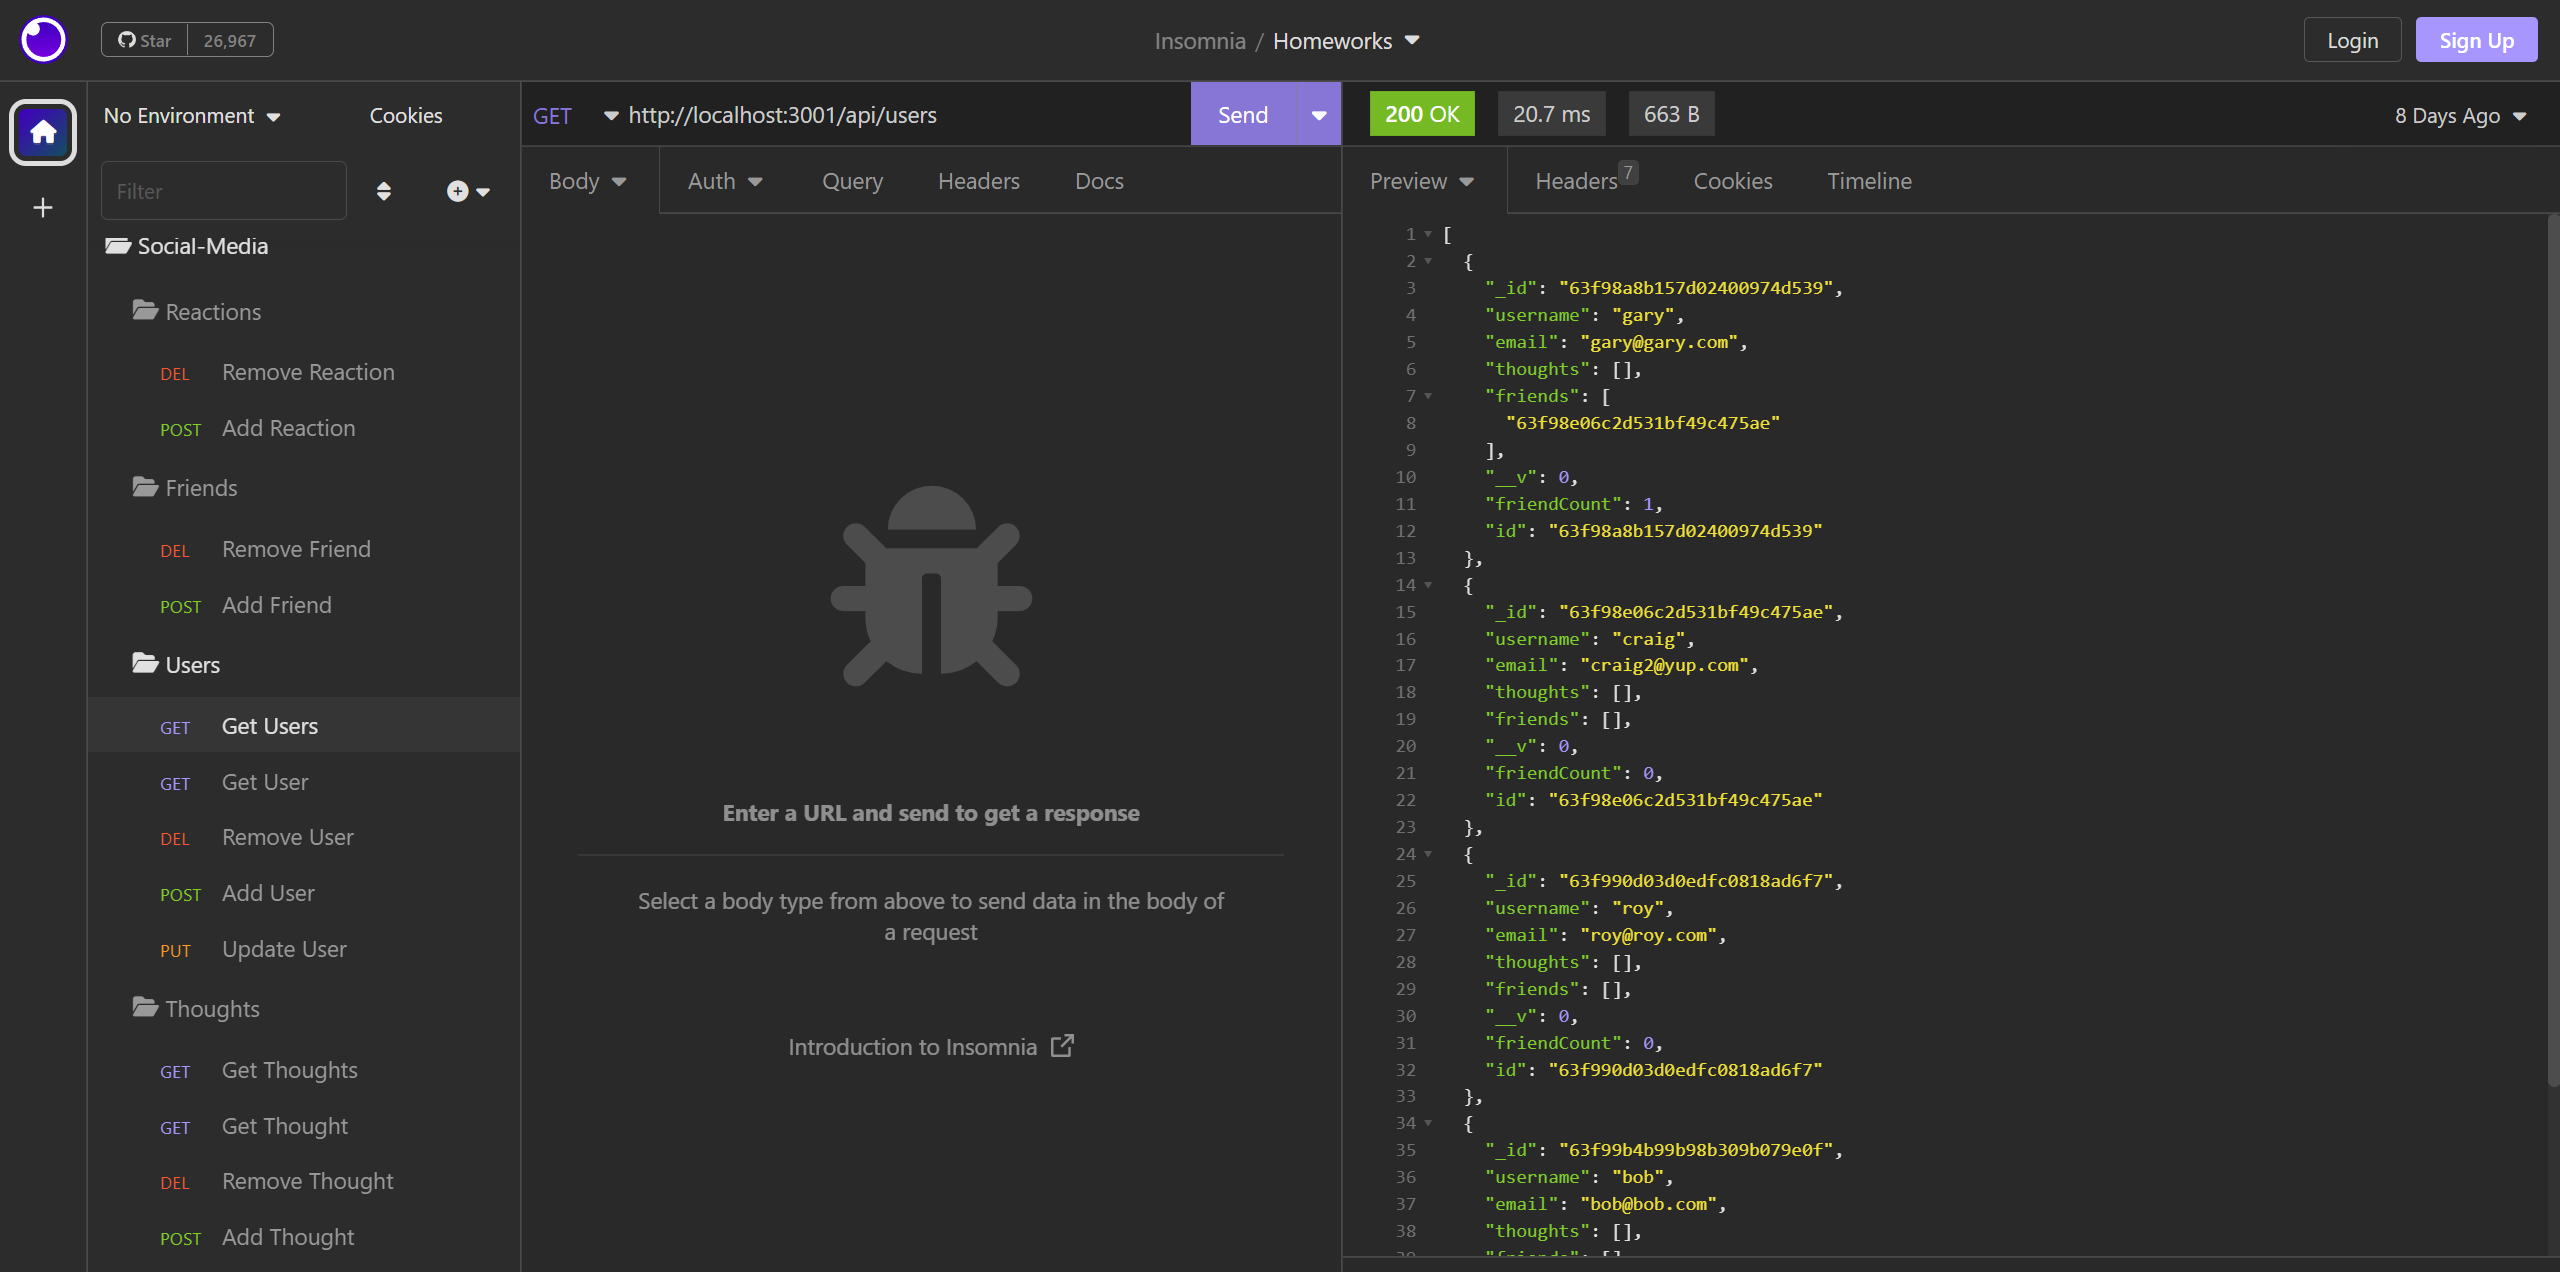 Star 26,967
Insomnia / Homeworks
Login
Sign Up
No Environment
Cookies
Filter
Social-Media
Reactions
DEL Remove Reaction
POST Add Reaction
Friends
DEL Remove Friend
POST Add Friend
Users
GET Get Users
GET Get User
DEL Remove User
POST Add User
PUT Update User
Thoughts
GET Get Thoughts
GET Get Thought
DEL Remove Thought
POST Add Thought
GET http://localhost:3001/api/users
Send
Body Auth Query Headers Docs
Enter a URL and send to get a response
Select a body type from above to send data in the body of
a request
Introduction to Insomnia
200 OK 20.7 ms 663 B
8 Days Ago
Preview Headers 7 Cookies Timeline
1 [
2 {
3 "_id": "63f98a8b157d02400974d539",
4 "username": "gary",
5 "email": "gary@gary.com",
6 "thoughts": [],
7 "friends": [
8 "63f98e06c2d531bf49c475ae"
9 ],
10 "__v": 0,
11 "friendCount": 1,
12 "id": "63f98a8b157d02400974d539"
13 },
14 {
15 "_id": "63f98e06c2d531bf49c475ae",
16 "username": "craig",
17 "email": "craig2@yup.com",
18 "thoughts": [],
19 "friends": [],
20 "__v": 0,
21 "friendCount": 0,
22 "id": "63f98e06c2d531bf49c475ae"
23 },
24 {
25 "_id": "63f990d03d0edfc0818ad6f7",
26 "username": "roy",
27 "email": "roy@roy.com",
28 "thoughts": [],
29 "friends": [],
30 "__v": 0,
31 "friendCount": 0,
32 "id": "63f990d03d0edfc0818ad6f7"
33 },
34 {
35 "_id": "63f99b4b99b98b309b079e0f",
36 "username": "bob",
37 "email": "bob@bob.com",
38 "thoughts": [],